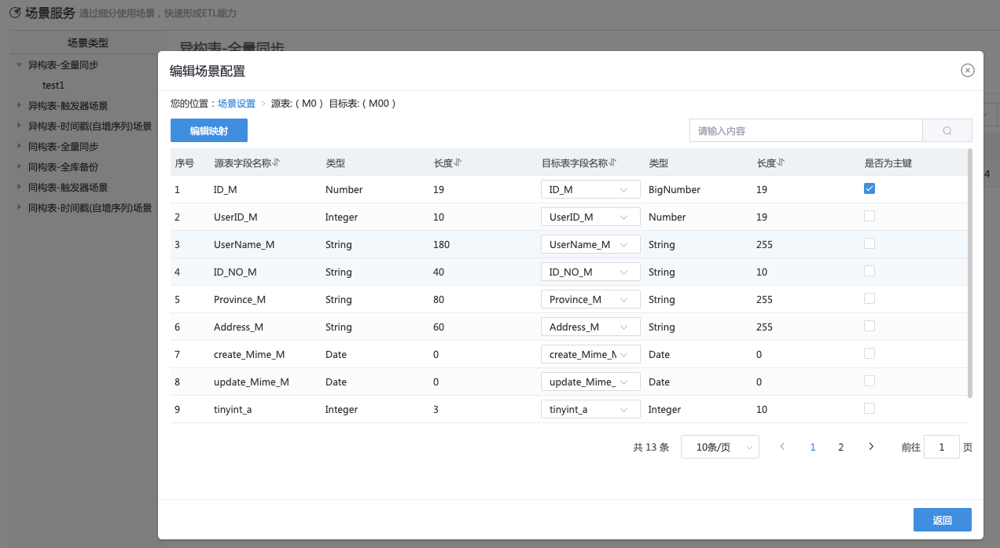 场景服务 通过细分使用场景，快速形成ETL能力
场景类型
异构表-全量同步
异构表-全量同步
test1
异构表-触发器场景
异构表-时间戳(自增序列)场景
同构表-全量同步
同构表-全库备份
同构表-触发器场景
同构表-时间戳(自增序列)场景
编辑场景配置
您的位置：场景设置 > 源表: ( M0 ) 目标表: ( M00 )
编辑映射 请输入内容
序号 源表字段名称 类型 长度 目标表字段名称 类型 长度 是否为主键
1 ID_M Number 19 ID_M BigNumber 19
2 UserID_M Integer 10 UserID_M Number 19
3 UserName_M String 180 UserName_M String 255
4 ID_NO_M String 40 ID_NO_M String 10
5 Province_M String 80 Province_M String 255
6 Address_M String 60 Address_M String 255
7 create_Mime_M Date 0 create_Mime_M Date 0
8 update_Mime_M Date 0 update_Mime_ Date 0
9 tinyint_a Integer 3 tinyint_a Integer 10
共 13 条 10条/页 < 1 2 > 前往 1 页
返回
4